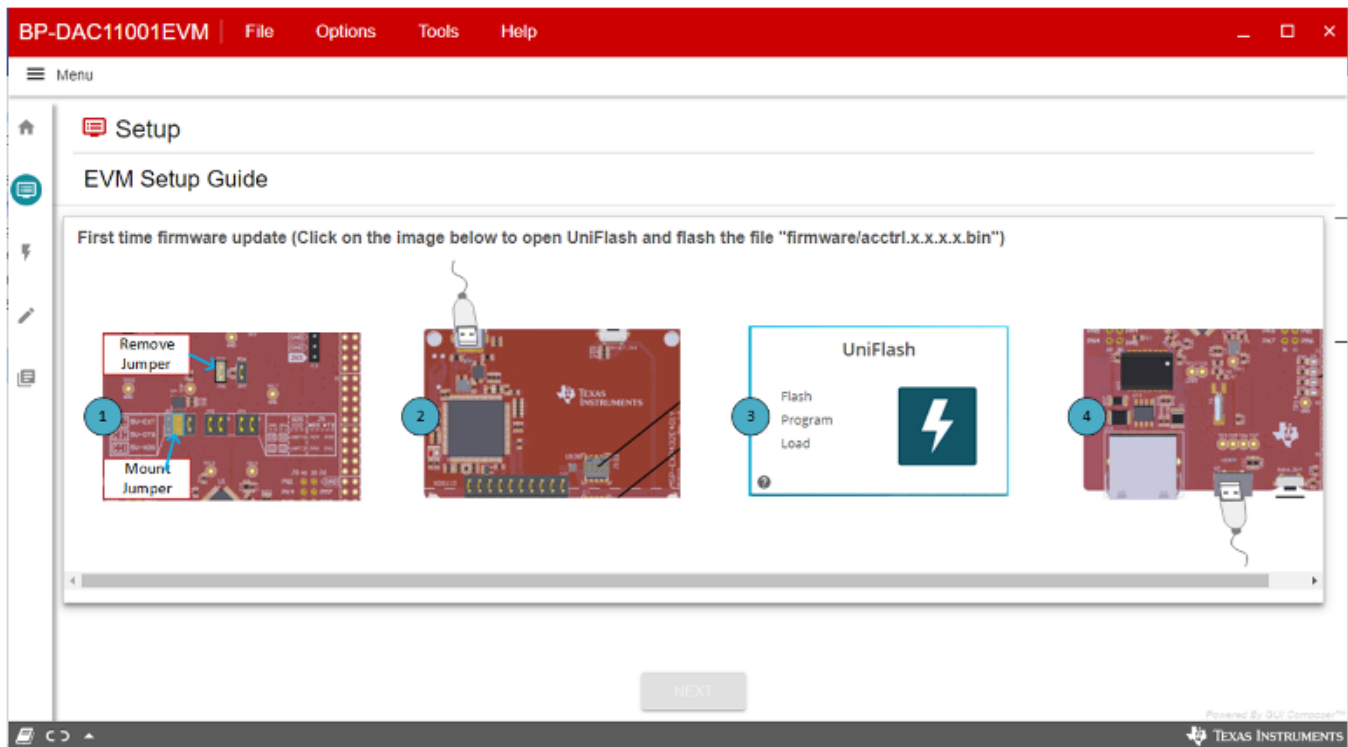 BP-DAC11001EVM File Options Tools Help
Menu
Setup
EVM Setup Guide
First time firmware update (Click on the image below to open UniFlash and flash the file "firmware/acctrl.x.x.x.x.bin")
Remove
Jumper
1
Mount
Jumper
2
TEXAS
INSTRUMENTS
3
UniFlash
Flash
Program
Load
4
NEXT
Powered By GUI Composer™
TEXAS INSTRUMENTS